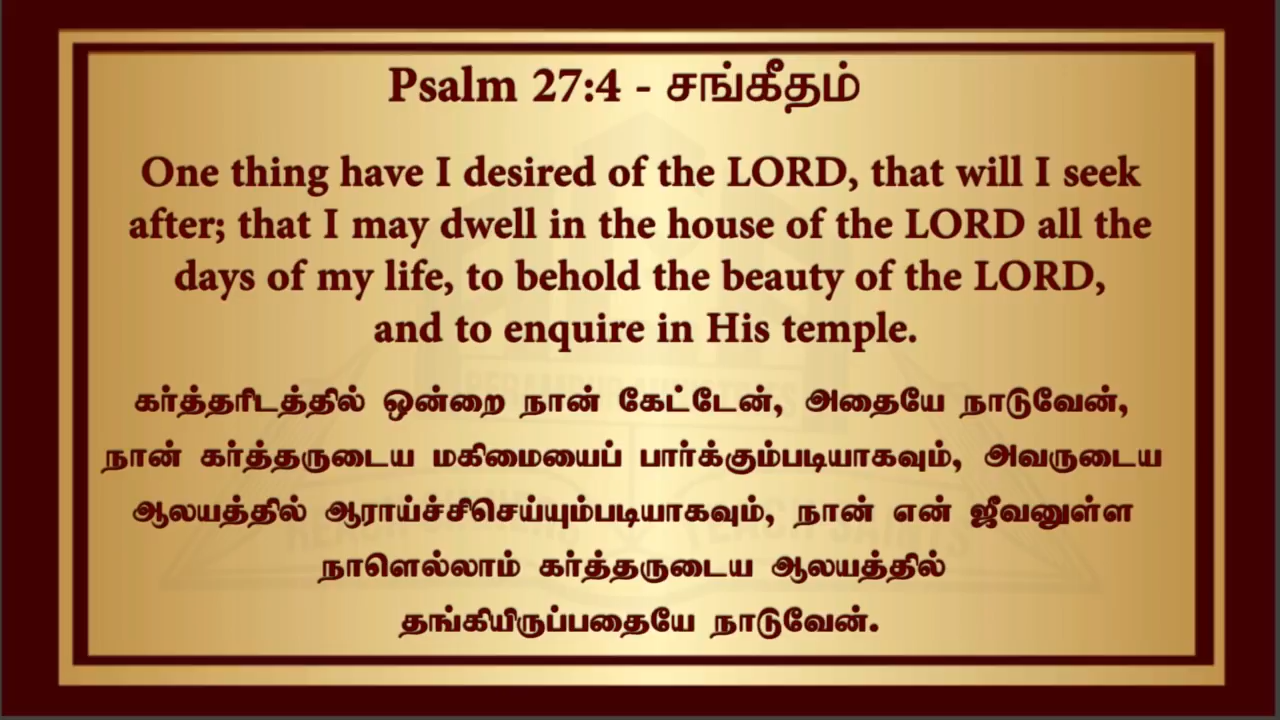 Psalm 27:4 - சங்கீதம்
One thing have I desired of the LORD, that will I seek
after; that I may dwell in the house of the LORD all the
days of my life, to behold the beauty of the LORD,
and to enquire in His temple.
கர்த்தரிடத்தில் ஒன்றை நான் கேட்டேன், அதையே நாடுவேன்,
நான் கர்த்தருடைய மகிமையைப் பார்க்கும்படியாகவும், அவருடைய
ஆலயத்தில் ஆராய்ச்சிசெய்யும்படியாகவும், நான் என் ஜீவனுள்ள
நாளெல்லாம் கர்த்தருடைய ஆலயத்தில்
தங்கியிருப்பதையே நாடுவேன்.